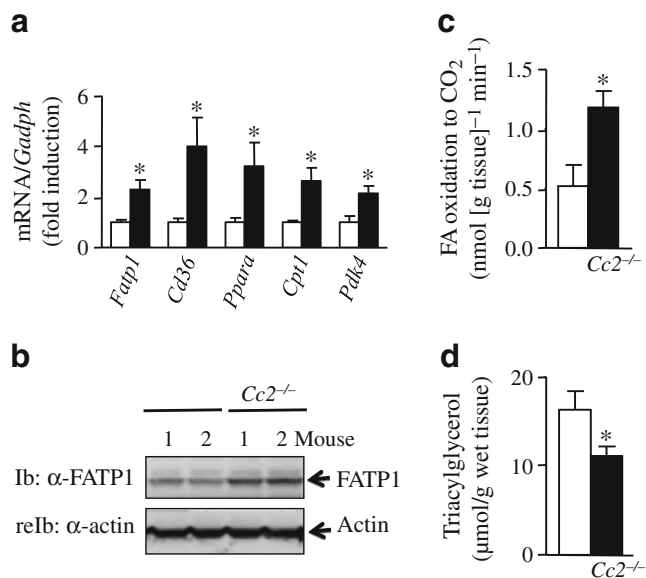 a
mRNA/Gadph
(fold induction)
6
4
2
0
*
*
*
*
*
Fatp1
Cd36
Ppara
Cpt1
Pdk4
b
Cc2–/–
1 2 1 2 Mouse
Ib: α-FATP1
FATP1
reIb: α-actin
Actin
c
FA oxidation to CO2
(nmol [g tissue]–1 min–1)
1.5
1.0
0.5
0.0
*
Cc2–/–
d
Triacylglycerol
(μmol/g wet tissue)
20
10
0
*
Cc2–/–